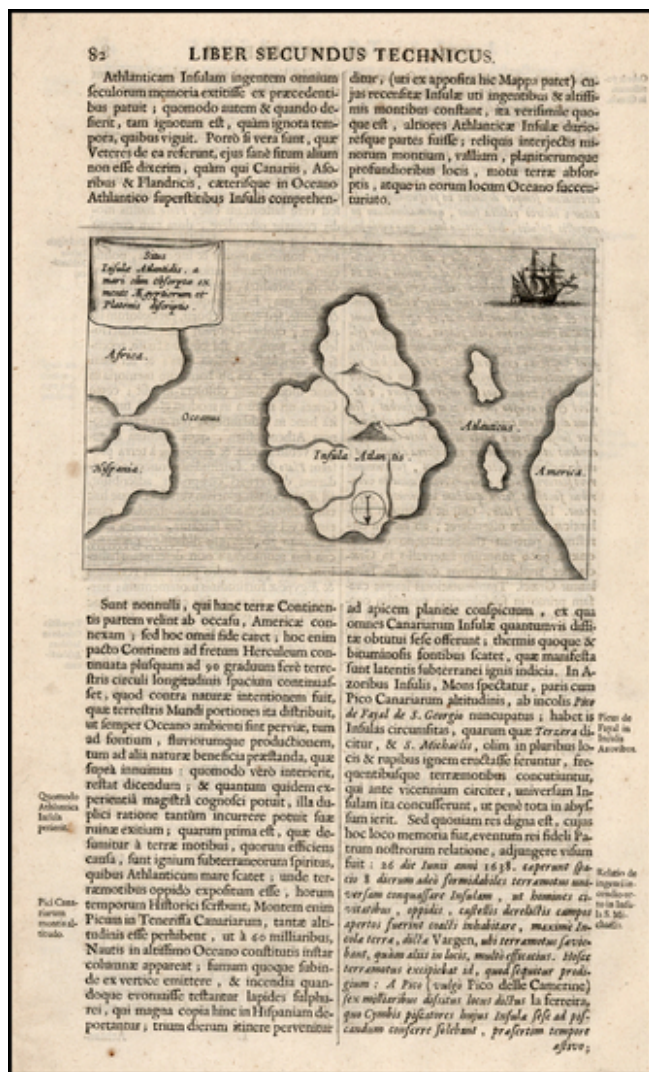 82 LIBER SECUNDUS TECHNICUS.
Athlanticam Insulam ingentem omnium
seculorum memoria extitisse ex præcedenti-
bus patuit ; quomodo autem & quando de-
sierit, tam ignotum est, quàm ignota tem-
pora, quibus viguit. Porrò si vera sunt, quæ
Veteres de ea referunt, ejus sanè situm alium
non esse dixerim, quàm qui Canariis, Aso-
ribus & Flandricis, cæterisque in Oceano
Athlantico superstitibus Insulis comprehen-
ditur, (uti ex apposita hic Mappa patet) cu-
jus recensitæ Insulæ uti ingentibus & altissi-
mis montibus constant, ita verisimile quo-
que est, altiores Athlanticæ Insulæ durio-
resque partes fuisse ; reliquis interjectis mi-
norum montium, vallium, planitierumque
profundioribus locis, motu terræ absor-
ptis, atque in eorum locum Oceano succen-
turiato.
Situs
Insulæ Atlantidis, a
mari olim absorptæ ex
mente Ægyptiorum et
Platonis discriptio.
Africa.
Oceanus
Atlanticus.
Insula Atlantis.
Hispania.
America.
Sunt nonnulli, qui hanc terræ Continen-
tis partem velint ab occasu, Americæ con-
nexam ; sed hoc omni fide caret ; hoc enim
pacto Continens ad fretum Herculeum con-
tinuata plusquam ad 90 graduum ferè terre-
stris circuli longitudinis spacium continuas-
set, quod contra naturæ intentionem fuit,
quæ terrestris Mundi portiones ita distribuit,
ut semper Oceano ambienti sint perviæ, tum
ad fontium, fluviorumque productionem,
tum ad alia naturæ beneficia præstanda, quæ
suprà innuimus : quomodo verò interierit,
restat dicendum ; & quantum quidem ex-
perientiâ magistrâ cognosci potuit, illa du-
plici ratione tantùm incurrere potuit suæ
ruinæ exitium ; quarum prima est, quæ de-
sumitur à terræ motibus, quorum efficiens
causa, sunt ignium subterraneorum spiritus,
quibus Athlanticum mare scatet ; unde ter-
ræmotibus oppidò expositum esse , horum
temporum Historici scribunt; Montem enim
Picum in Teneriffa Canariarum, tantæ alti-
tudinis esse perhibent, ut à 60 milliaribus,
Nautis in altissimo Oceano constitutis instar
columnæ appareat ; fumum quoque subin-
de ex vertice emittere , & incendia quan-
doque evomuisse testantur lapides sulphu-
rei, qui magna copia hinc in Hispaniam de-
portantur ; trium dierum itinere pervenitur
Quomodo
Athlantica
Insula
perierit.
Pici Cana-
riarum
montis al-
titudo.
ad apicem planitie conspicuum , ex qua
omnes Canariarum Insulæ quantumvis dissi-
tæ obtutui sese offerunt ; thermis quoque &
bituminosis fontibus scatet, quæ manifesta
sunt latentis subterranei ignis indicia. In A-
zoribus Insulis, Mons spectatur, paris cum
Pico Canariarum altitudinis, ab incolis Pico
de Fayal de S. Georgio nuncupatus ; habet is
Insulas circumsitas, quarum quæ Terzera di-
citur, & S. Michaelis, olim in pluribus lo-
cis & rupibus ignem eructasse feruntur, fre-
quentibusque terræmotibus concutiuntur,
qui ante vicennium circiter, universam In-
sulam ita concusserunt, ut penè tota in abys-
sum ierit. Sed quoniam res digna est, cujus
hoc loco memoria fiat, eventum rei fideli Pa-
trum nostrorum relatione, adjungere visum
fuit : 26 die Iunii anni 1638. cœperunt spa-
cio 8 dierum adeò formidabiles terramotus uni-
versam conquassare Insulam , ut homines ci-
vitatibus , oppidis , castellis derelictis campos
apertos fuerint coacti inhabitare , maximè In-
colæ terræ, dictæ Vargen, ubi terramotus sævie-
bant, quàm alias in locis, multò efficacius. Hosce
terramotus excipiebat id, quod sequitur prodi-
gium : A Pico (vulgò Pico delle Camerine)
sex milliaribus dissitus locus dictus la ferreira,
quo Cymbis piscatores hujus Insulæ sese ad pis-
candum conferre solebant , præsertim tempore
æstivo;
Picus de
Fayal in
Insulis
Azoribus.
Relatio de